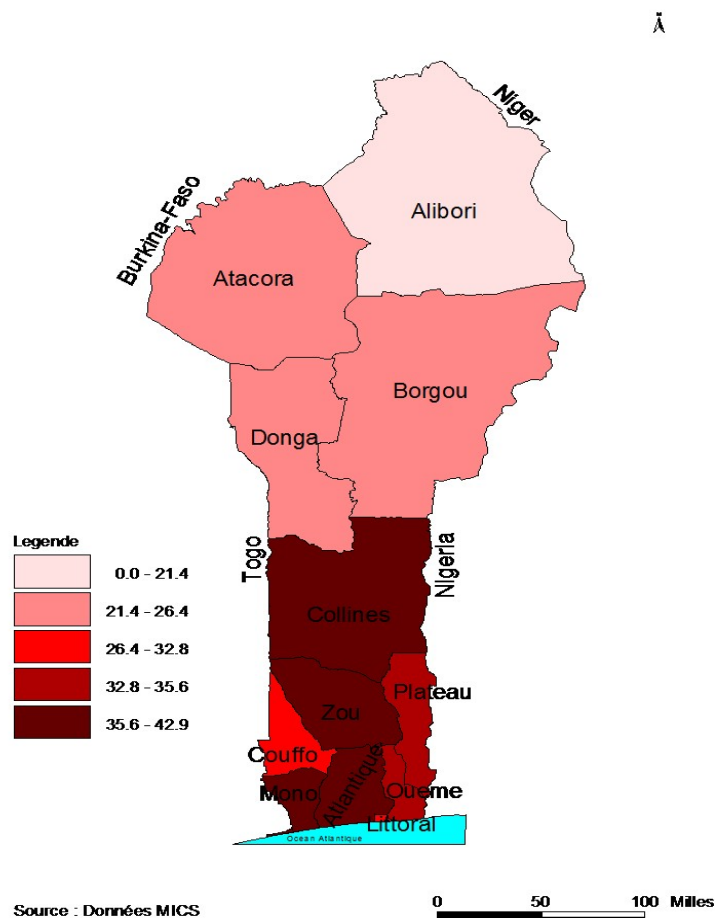 Niger
Burkina-Faso
Alibori
Atacora
Borgou
Donga
Legende
0.0 - 21.4
21.4 - 26.4
26.4 - 32.8
32.8 - 35.6
35.6 - 42.9
Togo
Nigeria
Collines
Plateau
Zou
Couffo
Atlantique
Mono
Oueme
Littoral
Ocean Atlantique
Source : Données MICS
0 50 100 Milles